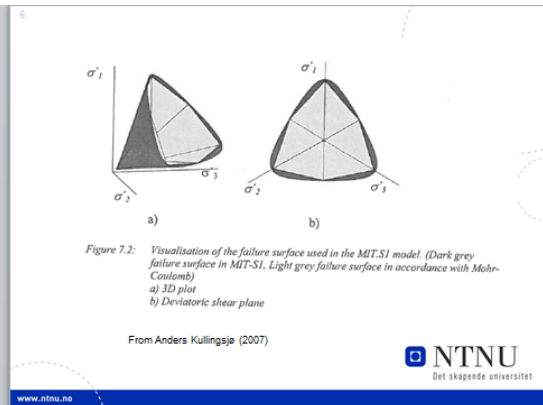 σ'1
σ'3
σ'2
a)
σ'1
σ'2
σ'3
b)
Figure 7.2: Visualisation of the failure surface used in the MIT.S1 model. (Dark grey
failure surface in MIT-S1, Light grey failure surface in accordance with Mohr-
Coulomb)
a) 3D plot
b) Deviatoric shear plane
From Anders Kullingsjø (2007)
NTNU
Det skapende universitet
www.ntnu.no